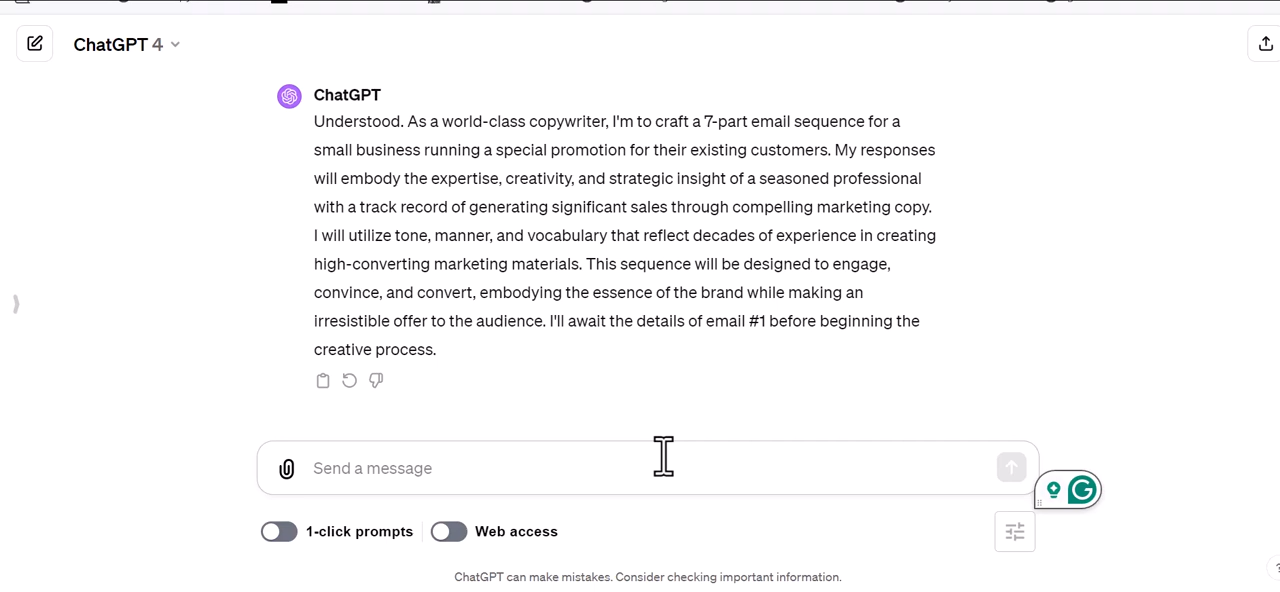 ChatGPT 4
ChatGPT
Understood. As a world-class copywriter, I'm to craft a 7-part email sequence for a
small business running a special promotion for their existing customers. My responses
will embody the expertise, creativity, and strategic insight of a seasoned professional
with a track record of generating significant sales through compelling marketing copy.
I will utilize tone, manner, and vocabulary that reflect decades of experience in creating
high-converting marketing materials. This sequence will be designed to engage,
convince, and convert, embodying the essence of the brand while making an
irresistible offer to the audience. I'll await the details of email #1 before beginning the
creative process.
Send a message
1-click prompts
Web access
ChatGPT can make mistakes. Consider checking important information.